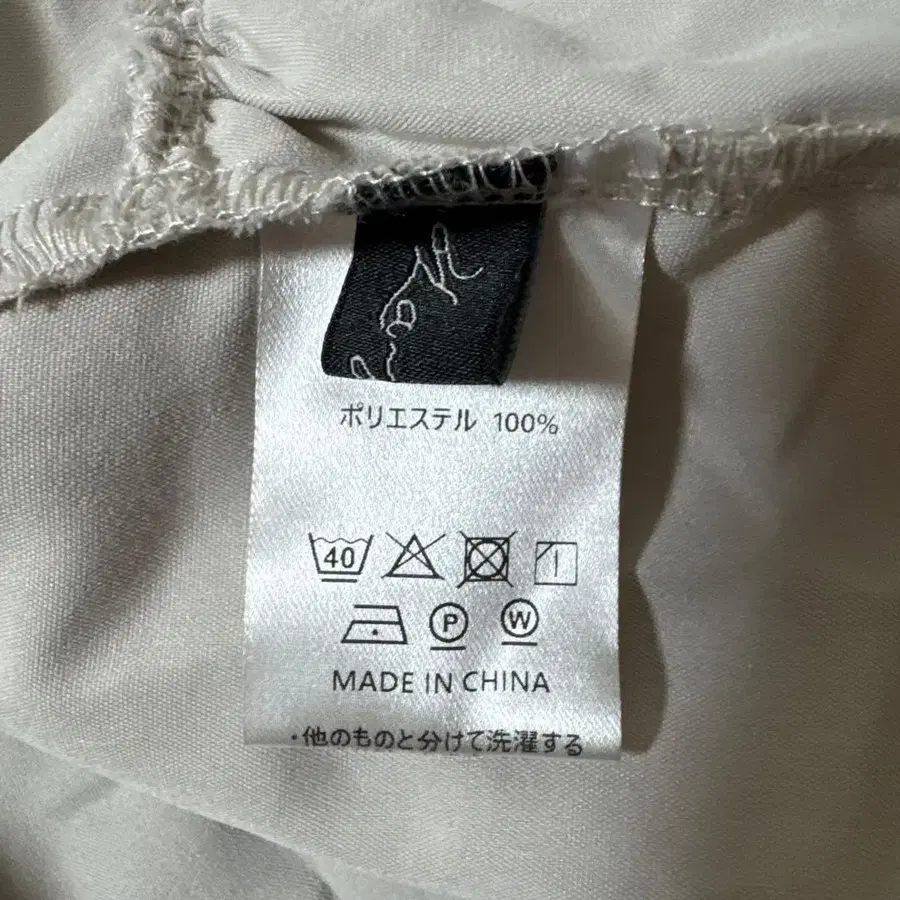 ポリエステル 100%
40
P W
MADE IN CHINA
・他のものと分けて洗濯する